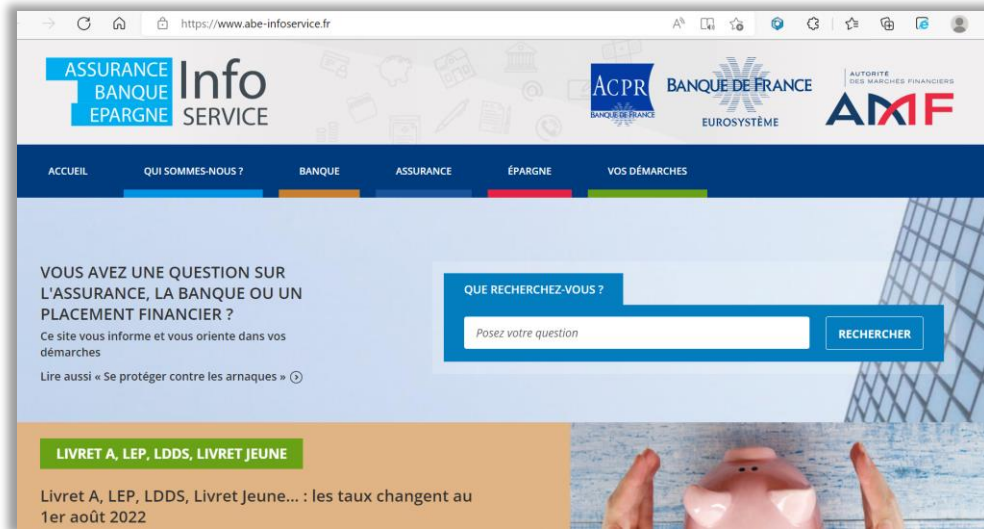 https://www.abe-infoservice.fr
ASSURANCE
BANQUE
EPARGNE
Info
SERVICE
ACPR
BANQUE DE FRANCE
BANQUE DE FRANCE
EUROSYSTÈME
AUTORITÉ
DES MARCHÉS FINANCIERS
AMF
ACCUEIL QUI SOMMES-NOUS ? BANQUE ASSURANCE ÉPARGNE VOS DÉMARCHES
VOUS AVEZ UNE QUESTION SUR
L'ASSURANCE, LA BANQUE OU UN
PLACEMENT FINANCIER ?
Ce site vous informe et vous oriente dans vos
démarches
Lire aussi « Se protéger contre les arnaques »
QUE RECHERCHEZ-VOUS ?
Posez votre question
RECHERCHER
LIVRET A, LEP, LDDS, LIVRET JEUNE
Livret A, LEP, LDDS, Livret Jeune... : les taux changent au
1er août 2022